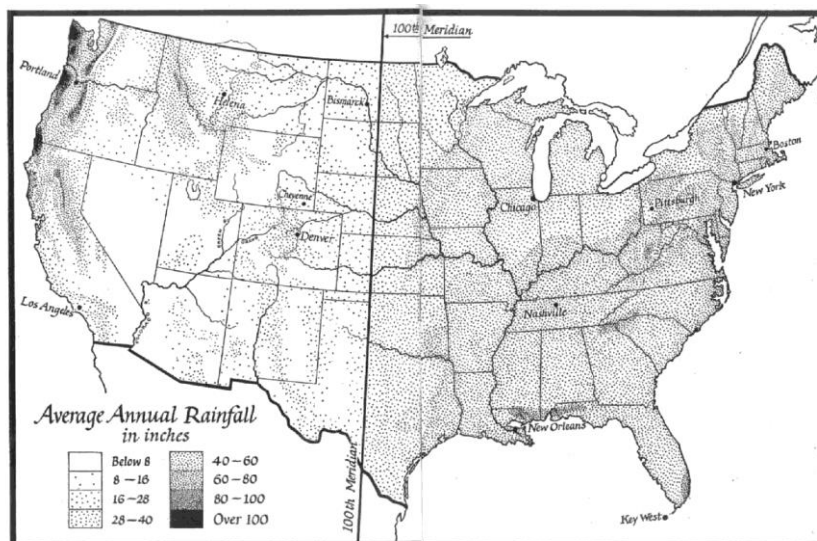 100th Meridian
Portland
Helena
Bismarck
Boston
New York
Chicago
Pittsburgh
Cheyenne
Denver
Nashville
Los Angeles
New Orleans
Key West
100th Meridian
Average Annual Rainfall
in inches
Below 8
8–16
16–28
28–40
40–60
60–80
80–100
Over 100